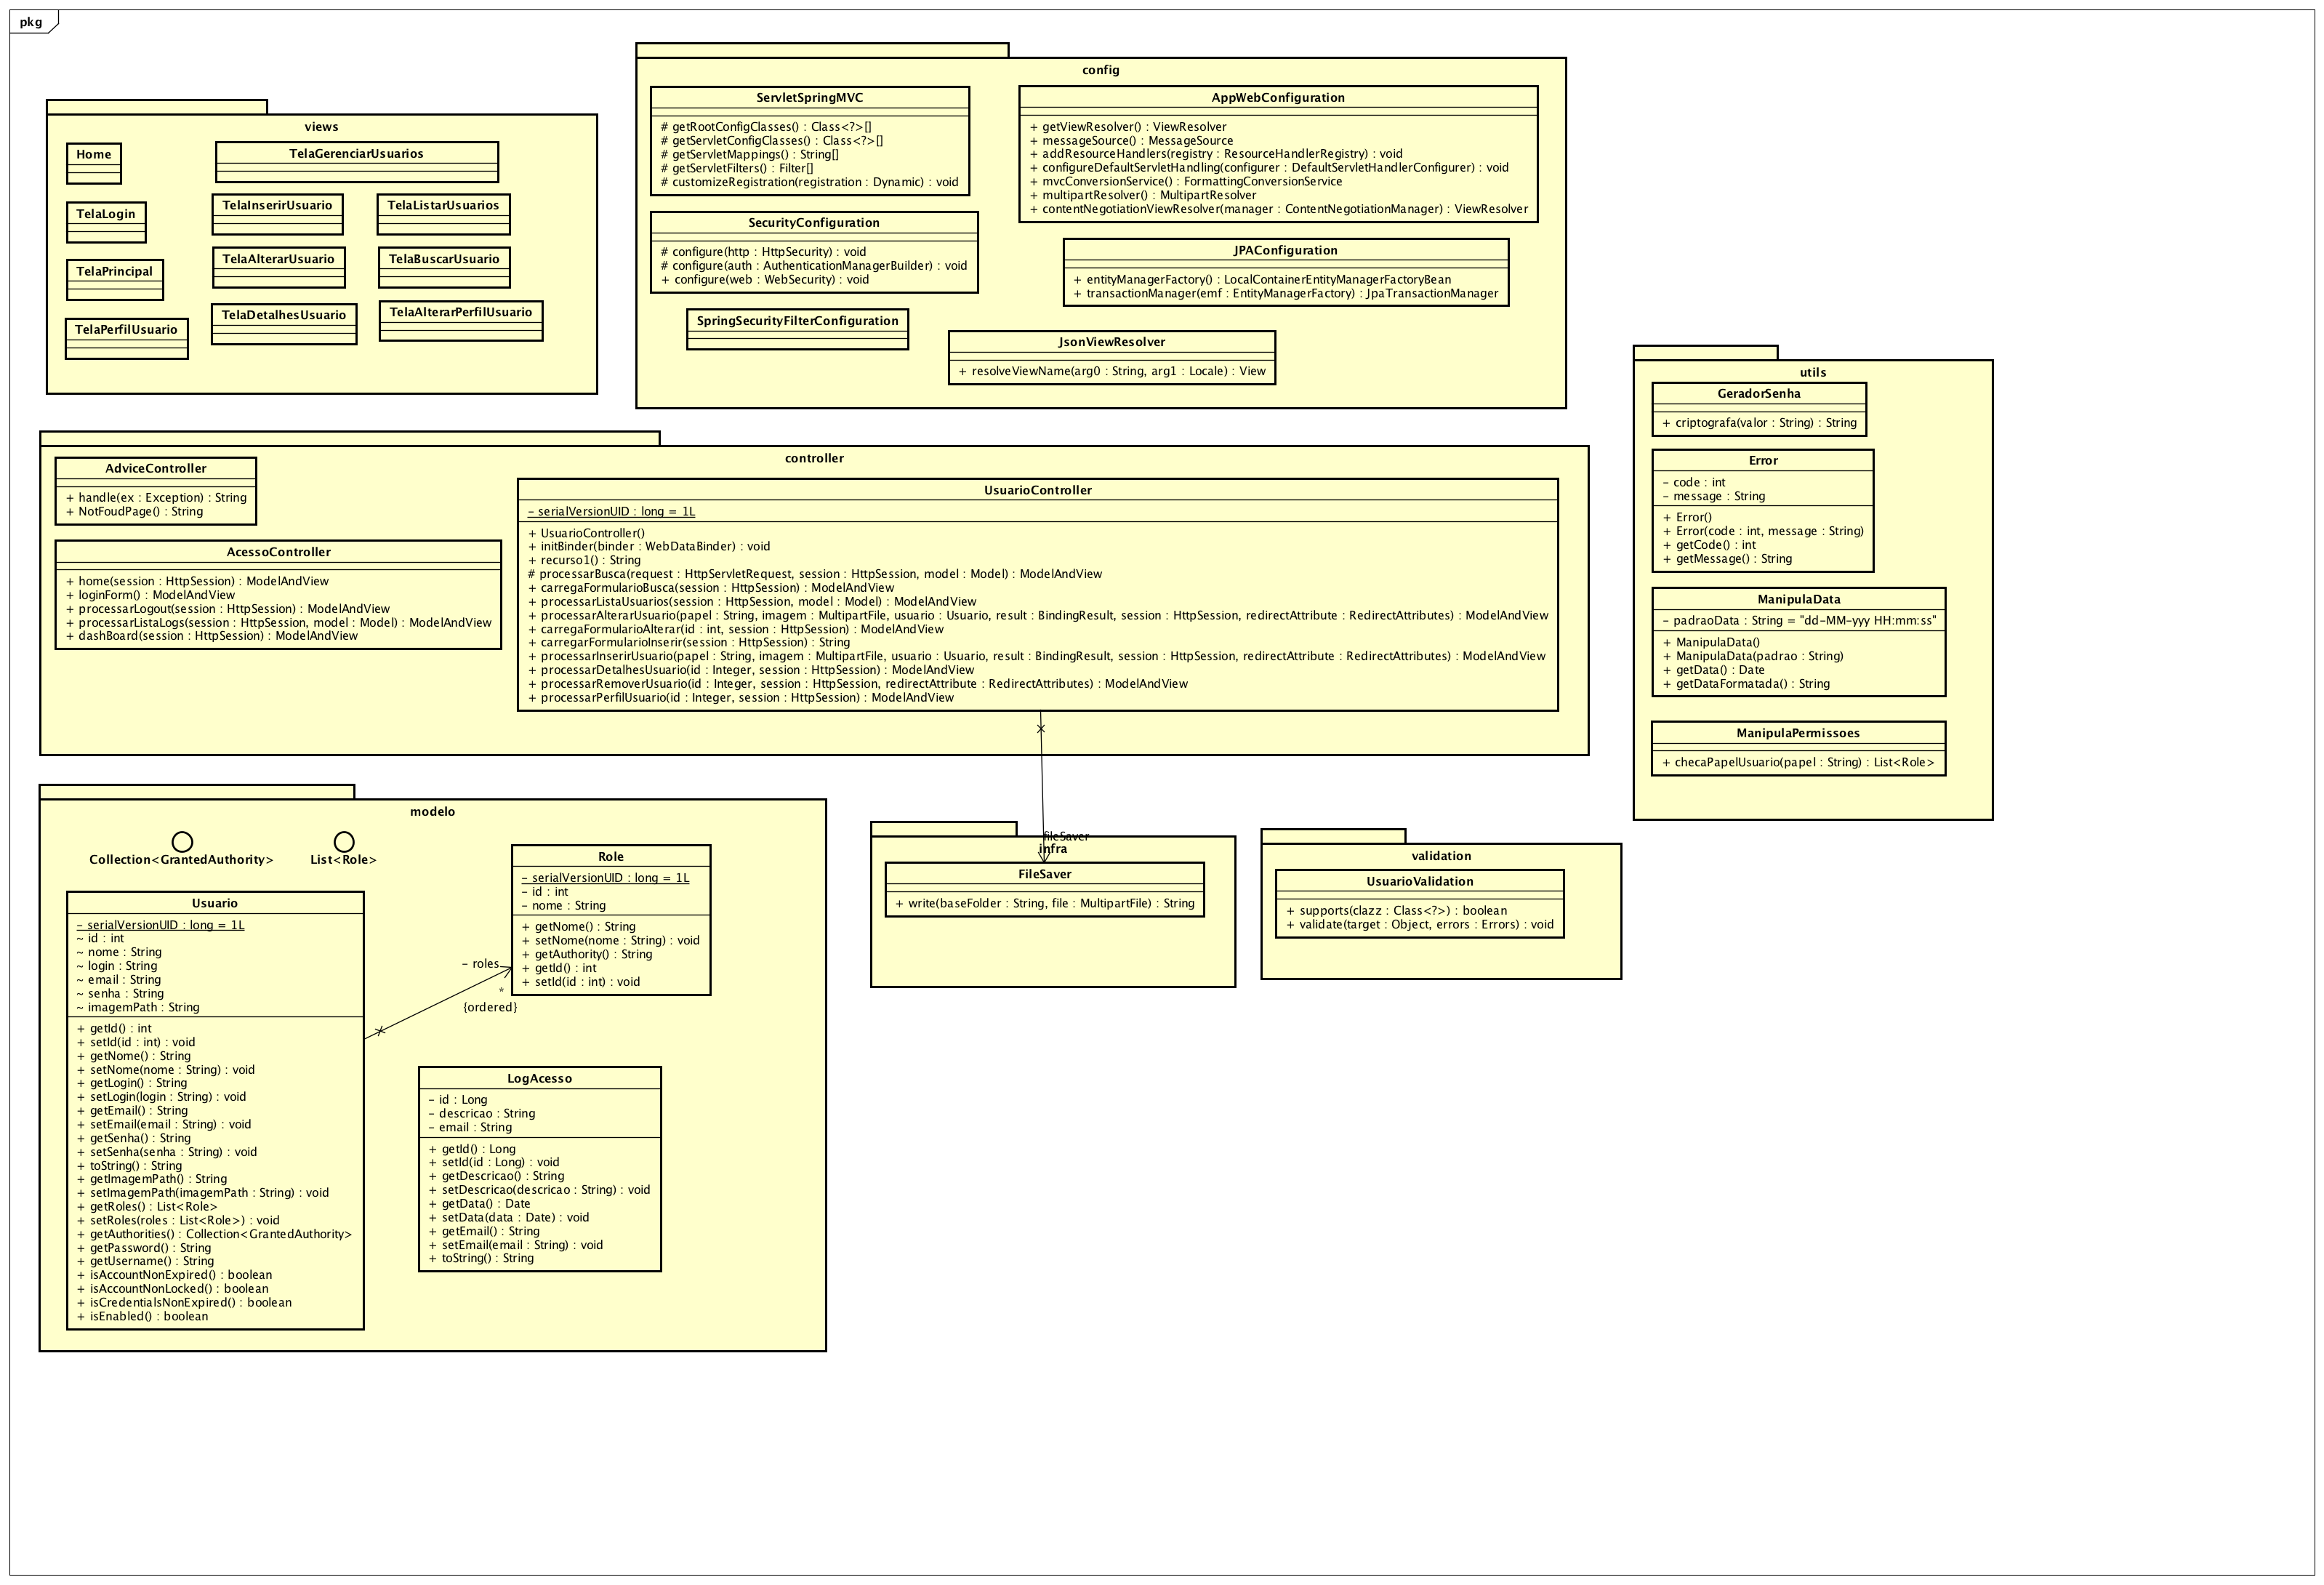 pkg
views
Home
TelaGerenciarUsuarios
TelaLogin
TelaInserirUsuario
TelaListarUsuarios
TelaPrincipal
TelaAlterarUsuario
TelaBuscarUsuario
TelaPerfilUsuario
TelaDetalhesUsuario
TelaAlterarPerfilUsuario
config
ServletSpringMVC
# getRootConfigClasses() : Class<?>[]
# getServletConfigClasses() : Class<?>[]
# getServletMappings() : String[]
# getServletFilters() : Filter[]
# customizeRegistration(registration : Dynamic) : void
AppWebConfiguration
+ getViewResolver() : ViewResolver
+ messageSource() : MessageSource
+ addResourceHandlers(registry : ResourceHandlerRegistry) : void
+ configureDefaultServletHandling(configurer : DefaultServletHandlerConfigurer) : void
+ mvcConversionService() : FormattingConversionService
+ multipartResolver() : MultipartResolver
+ contentNegotiationViewResolver(manager : ContentNegotiationManager) : ViewResolver
SecurityConfiguration
# configure(http : HttpSecurity) : void
# configure(auth : AuthenticationManagerBuilder) : void
+ configure(web : WebSecurity) : void
JPAConfiguration
+ entityManagerFactory() : LocalContainerEntityManagerFactoryBean
+ transactionManager(emf : EntityManagerFactory) : JpaTransactionManager
SpringSecurityFilterConfiguration
JsonViewResolver
+ resolveViewName(arg0 : String, arg1 : Locale) : View
utils
GeradorSenha
+ criptografa(valor : String) : String
Error
- code : int
- message : String
+ Error()
+ Error(code : int, message : String)
+ getCode() : int
+ getMessage() : String
ManipulaData
- padraoData : String = "dd-MM-yyy HH:mm:ss"
+ ManipulaData()
+ ManipulaData(padrao : String)
+ getData() : Date
+ getDataFormatada() : String
ManipulaPermissoes
+ checaPapelUsuario(papel : String) : List<Role>
controller
AdviceController
+ handle(ex : Exception) : String
+ NotFoudPage() : String
AcessoController
+ home(session : HttpSession) : ModelAndView
+ loginForm() : ModelAndView
+ processarLogout(session : HttpSession) : ModelAndView
+ processarListaLogs(session : HttpSession, model : Model) : ModelAndView
+ dashBoard(session : HttpSession) : ModelAndView
UsuarioController
- serialVersionUID : long = 1L
+ UsuarioController()
+ initBinder(binder : WebDataBinder) : void
+ recurso1() : String
# processarBusca(request : HttpServletRequest, session : HttpSession, model : Model) : ModelAndView
+ carregaFormularioBusca(session : HttpSession) : ModelAndView
+ processarListaUsuarios(session : HttpSession, model : Model) : ModelAndView
+ processarAlterarUsuario(papel : String, imagem : MultipartFile, usuario : Usuario, result : BindingResult, session : HttpSession, redirectAttribute : RedirectAttributes) : ModelAndView
+ carregaFormularioAlterar(id : int, session : HttpSession) : ModelAndView
+ carregarFormularioInserir(session : HttpSession) : String
+ processarInserirUsuario(papel : String, imagem : MultipartFile, usuario : Usuario, result : BindingResult, session : HttpSession, redirectAttribute : RedirectAttributes) : ModelAndView
+ processarDetalhesUsuario(id : Integer, session : HttpSession) : ModelAndView
+ processarRemoverUsuario(id : Integer, session : HttpSession, redirectAttribute : RedirectAttributes) : ModelAndView
+ processarPerfilUsuario(id : Integer, session : HttpSession) : ModelAndView
modelo
Collection<GrantedAuthority>
List<Role>
Role
- serialVersionUID : long = 1L
- id : int
- nome : String
+ getNome() : String
+ setNome(nome : String) : void
+ getAuthority() : String
+ getId() : int
+ setId(id : int) : void
Usuario
- serialVersionUID : long = 1L
~ id : int
~ nome : String
~ login : String
~ email : String
~ senha : String
~ imagemPath : String
+ getId() : int
+ setId(id : int) : void
+ getNome() : String
+ setNome(nome : String) : void
+ getLogin() : String
+ setLogin(login : String) : void
+ getEmail() : String
+ setEmail(email : String) : void
+ getSenha() : String
+ setSenha(senha : String) : void
+ toString() : String
+ getImagemPath() : String
+ setImagemPath(imagemPath : String) : void
+ getRoles() : List<Role>
+ setRoles(roles : List<Role>) : void
+ getAuthorities() : Collection<GrantedAuthority>
+ getPassword() : String
+ getUsername() : String
+ isAccountNonExpired() : boolean
+ isAccountNonLocked() : boolean
+ isCredentialsNonExpired() : boolean
+ isEnabled() : boolean
- roles
*
{ordered}
LogAcesso
- id : Long
- descricao : String
- email : String
+ getId() : Long
+ setId(id : Long) : void
+ getDescricao() : String
+ setDescricao(descricao : String) : void
+ getData() : Date
+ setData(data : Date) : void
+ getEmail() : String
+ setEmail(email : String) : void
+ toString() : String
fileSaver
infra
FileSaver
+ write(baseFolder : String, file : MultipartFile) : String
validation
UsuarioValidation
+ supports(clazz : Class<?>) : boolean
+ validate(target : Object, errors : Errors) : void